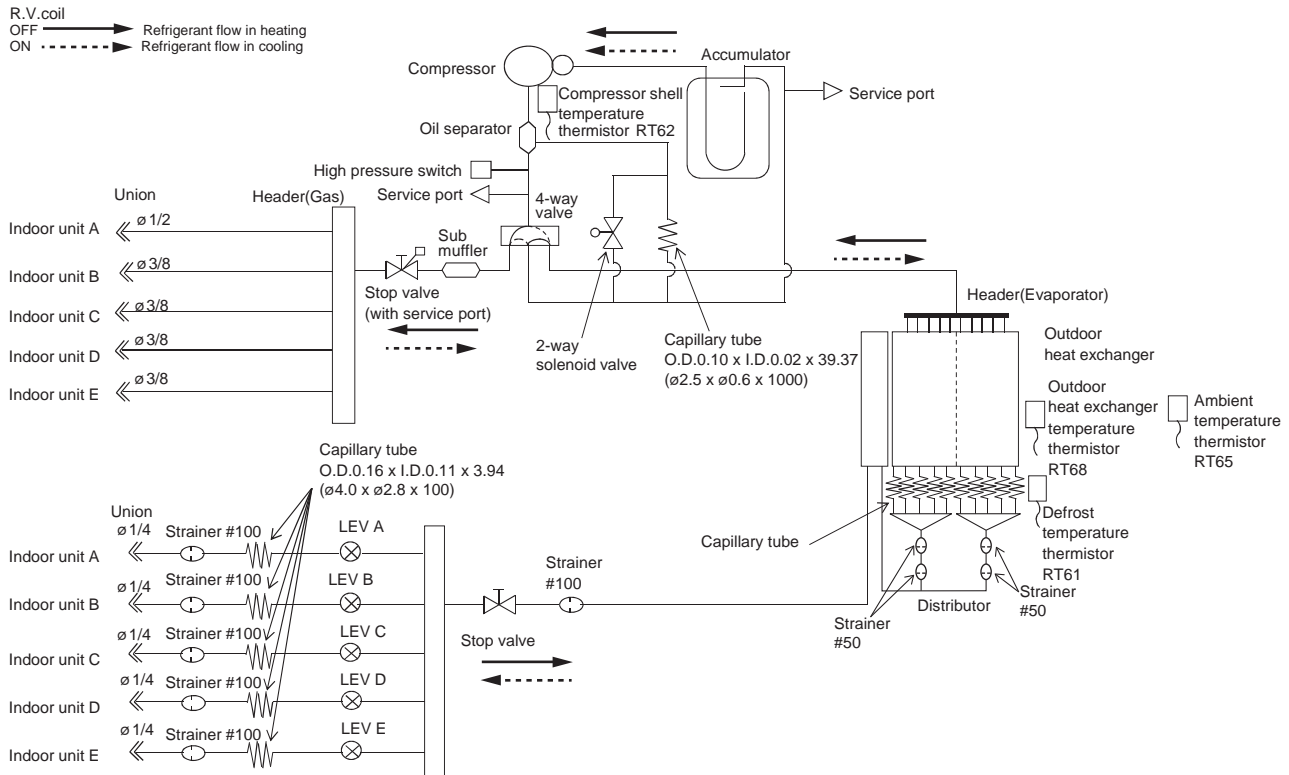 R.V.coil
OFF Refrigerant flow in heating
ON Refrigerant flow in cooling
Compressor
Accumulator
Service port
Compressor shell
temperature
thermistor RT62
Oil separator
High pressure switch
Service port
4-way
valve
Union
Header(Gas)
Indoor unit A
ø 1/2
Indoor unit B
ø 3/8
Indoor unit C
ø 3/8
Indoor unit D
ø 3/8
Indoor unit E
ø 3/8
Sub
muffler
Stop valve
(with service port)
2-way
solenoid valve
Capillary tube
O.D.0.10 x I.D.0.02 x 39.37
(ø2.5 x ø0.6 x 1000)
Header(Evaporator)
Outdoor
heat exchanger
Outdoor
heat exchanger
temperature
thermistor
RT68
Ambient
temperature
thermistor
RT65
Defrost
temperature
thermistor
RT61
Capillary tube
Strainer
#50
Distributor
Strainer
#50
Capillary tube
O.D.0.16 x I.D.0.11 x 3.94
(ø4.0 x ø2.8 x 100)
Union
Indoor unit A
ø 1/4
Strainer #100
LEV A
Indoor unit B
ø 1/4
Strainer #100
LEV B
Indoor unit C
ø 1/4
Strainer #100
LEV C
Indoor unit D
ø 1/4
Strainer #100
LEV D
Indoor unit E
ø 1/4
Strainer #100
LEV E
Stop valve
Strainer
#100